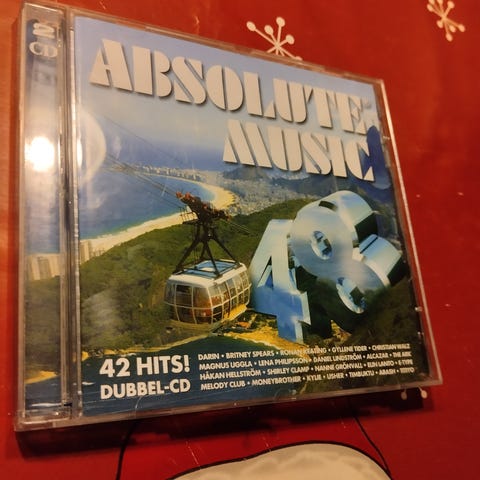 2
CD
ABSOLUTE
MUSIC
48
42 HITS!
DUBBEL-CD
DARIN • BRITNEY SPEARS • RONAN KEATING • GYLLENE TIDER • CHRISTIAN WALZ
MAGNUS UGGLA • LENA PHILIPSSON • DANIEL LINDSTRÖM • ALCAZAR • THE ARK
HÅKAN HELLSTRÖM • SHIRLEY CLAMP • NANNE GRÖNVALL • ELIN LANTO • E-TYPE
MELODY CLUB • MONEYBROTHER • KYLIE • USHER • TIMBUKTU • ARASH